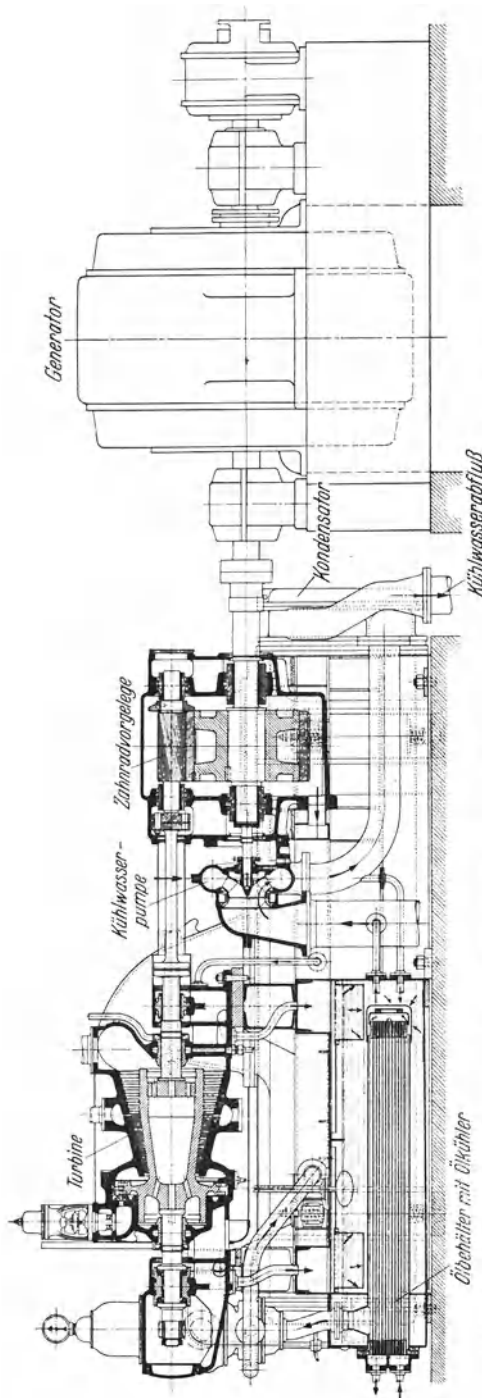 Generator
Kondensator
Kühlwasserabfluß
Zahnradvorgelege
Kühlwasser-
pumpe
Turbine
Ölbehälter mit Ölkühler